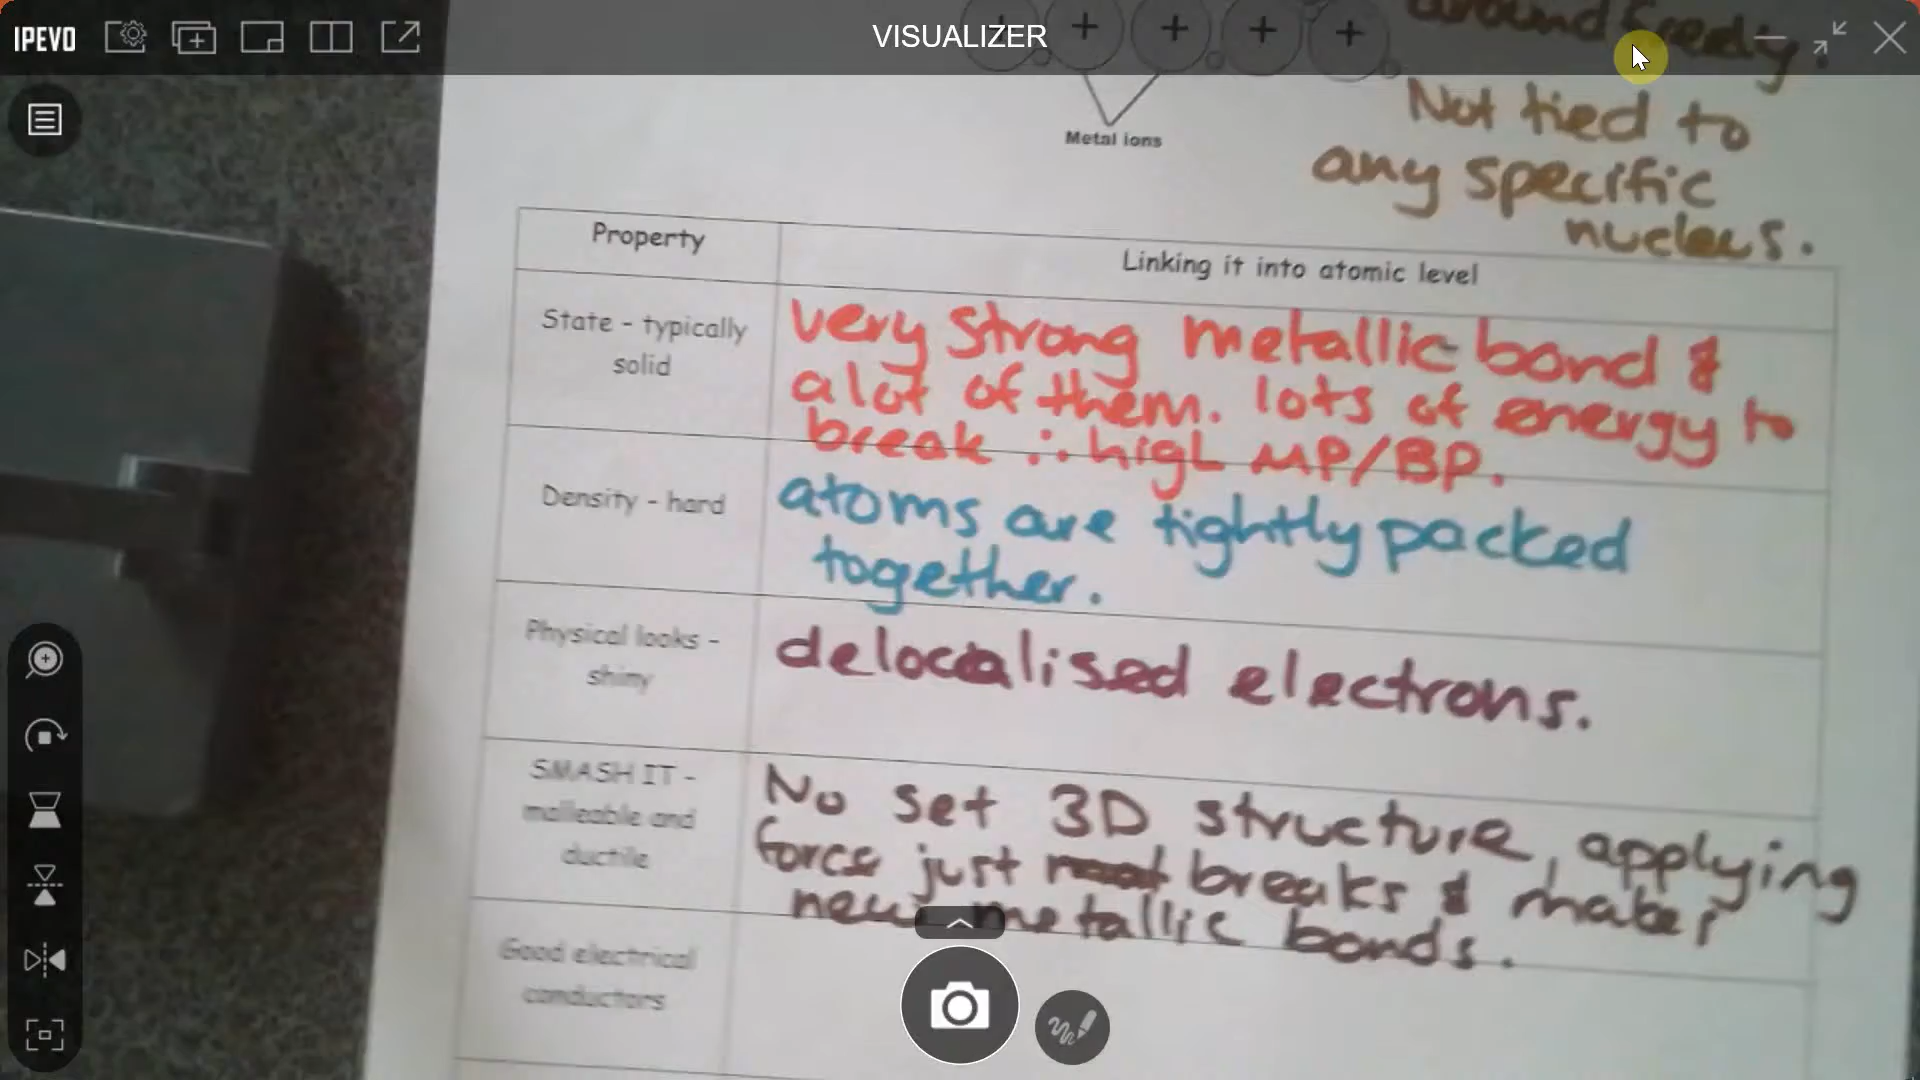 IPEVO
VISUALIZER
+ + + + +
around freely.
Not tied to
any specific
nucleus.
Metal ions
Property
Linking it into atomic level
State - typically
solid
very strong metallic bond &
a lot of them. lots of energy to
break ∴ high MP/BP.
Density - hard
atoms are tightly packed
together.
Physical looks -
shiny
delocalised electrons.
SMASH IT -
malleable and
ductile
No set 3D structure, applying
force just breaks & makes
new metallic bonds.
Good electrical
conductors